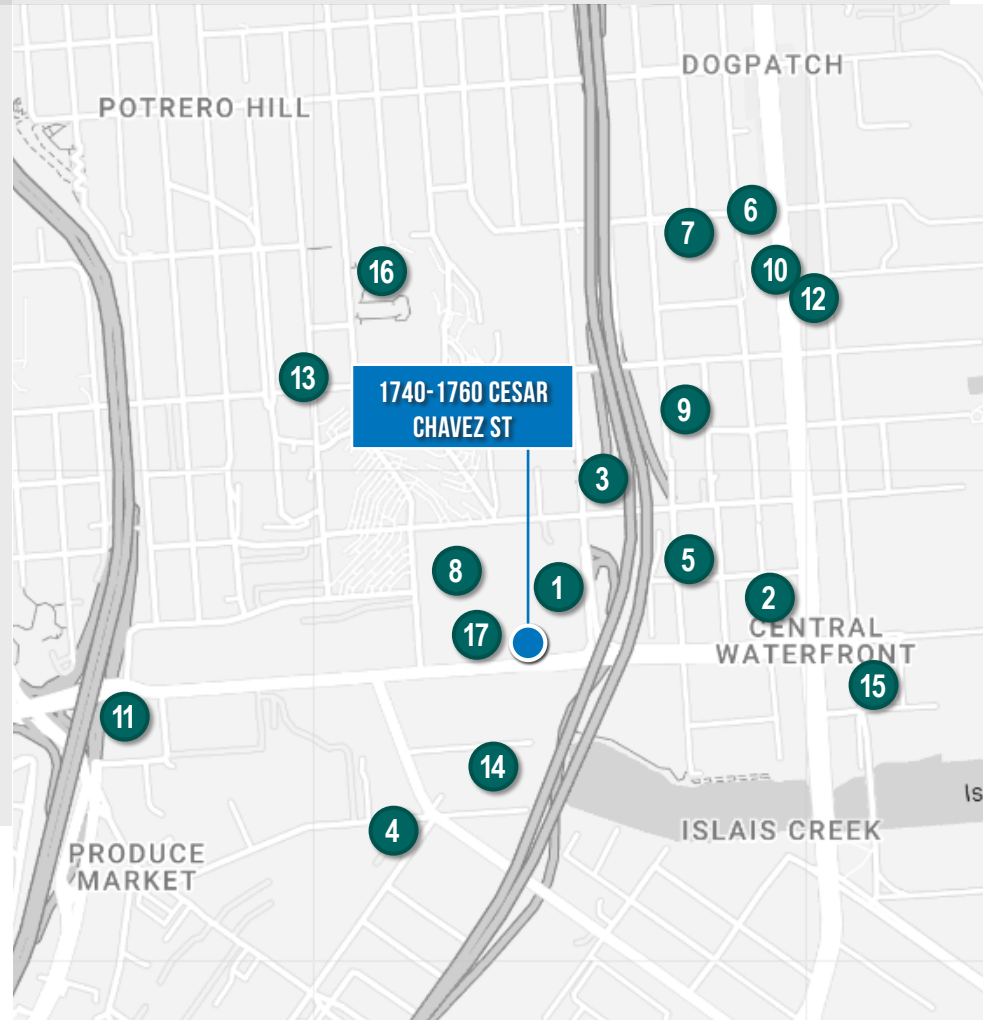 DOGPATCH
POTRERO HILL
6
7
10
16
12
13
1740-1760 CESAR
CHAVEZ ST
9
3
5
8
1
2
CENTRAL
WATERFRONT
17
15
11
14
Is
4
ISLAIS CREEK
PRODUCE
MARKET